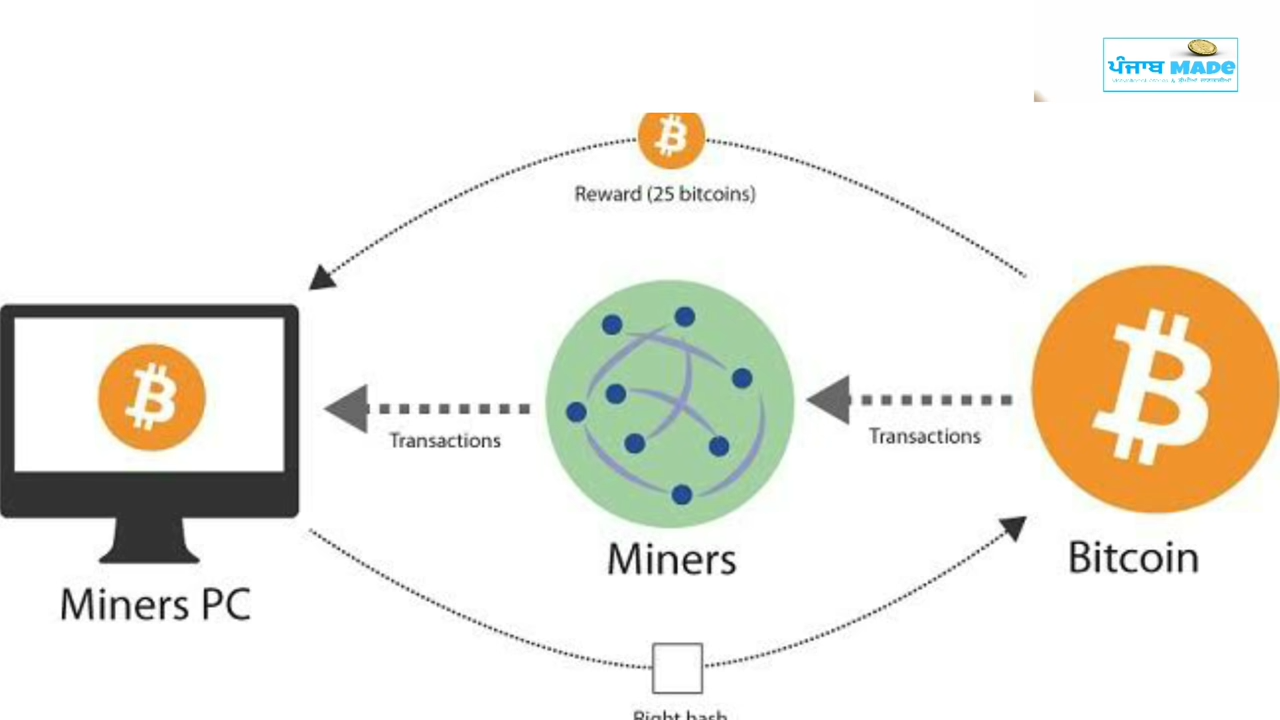 ਪੰਜਾਬ MADE
Reward (25 bitcoins)
Transactions
Transactions
Miners
Bitcoin
Miners PC
Right hash